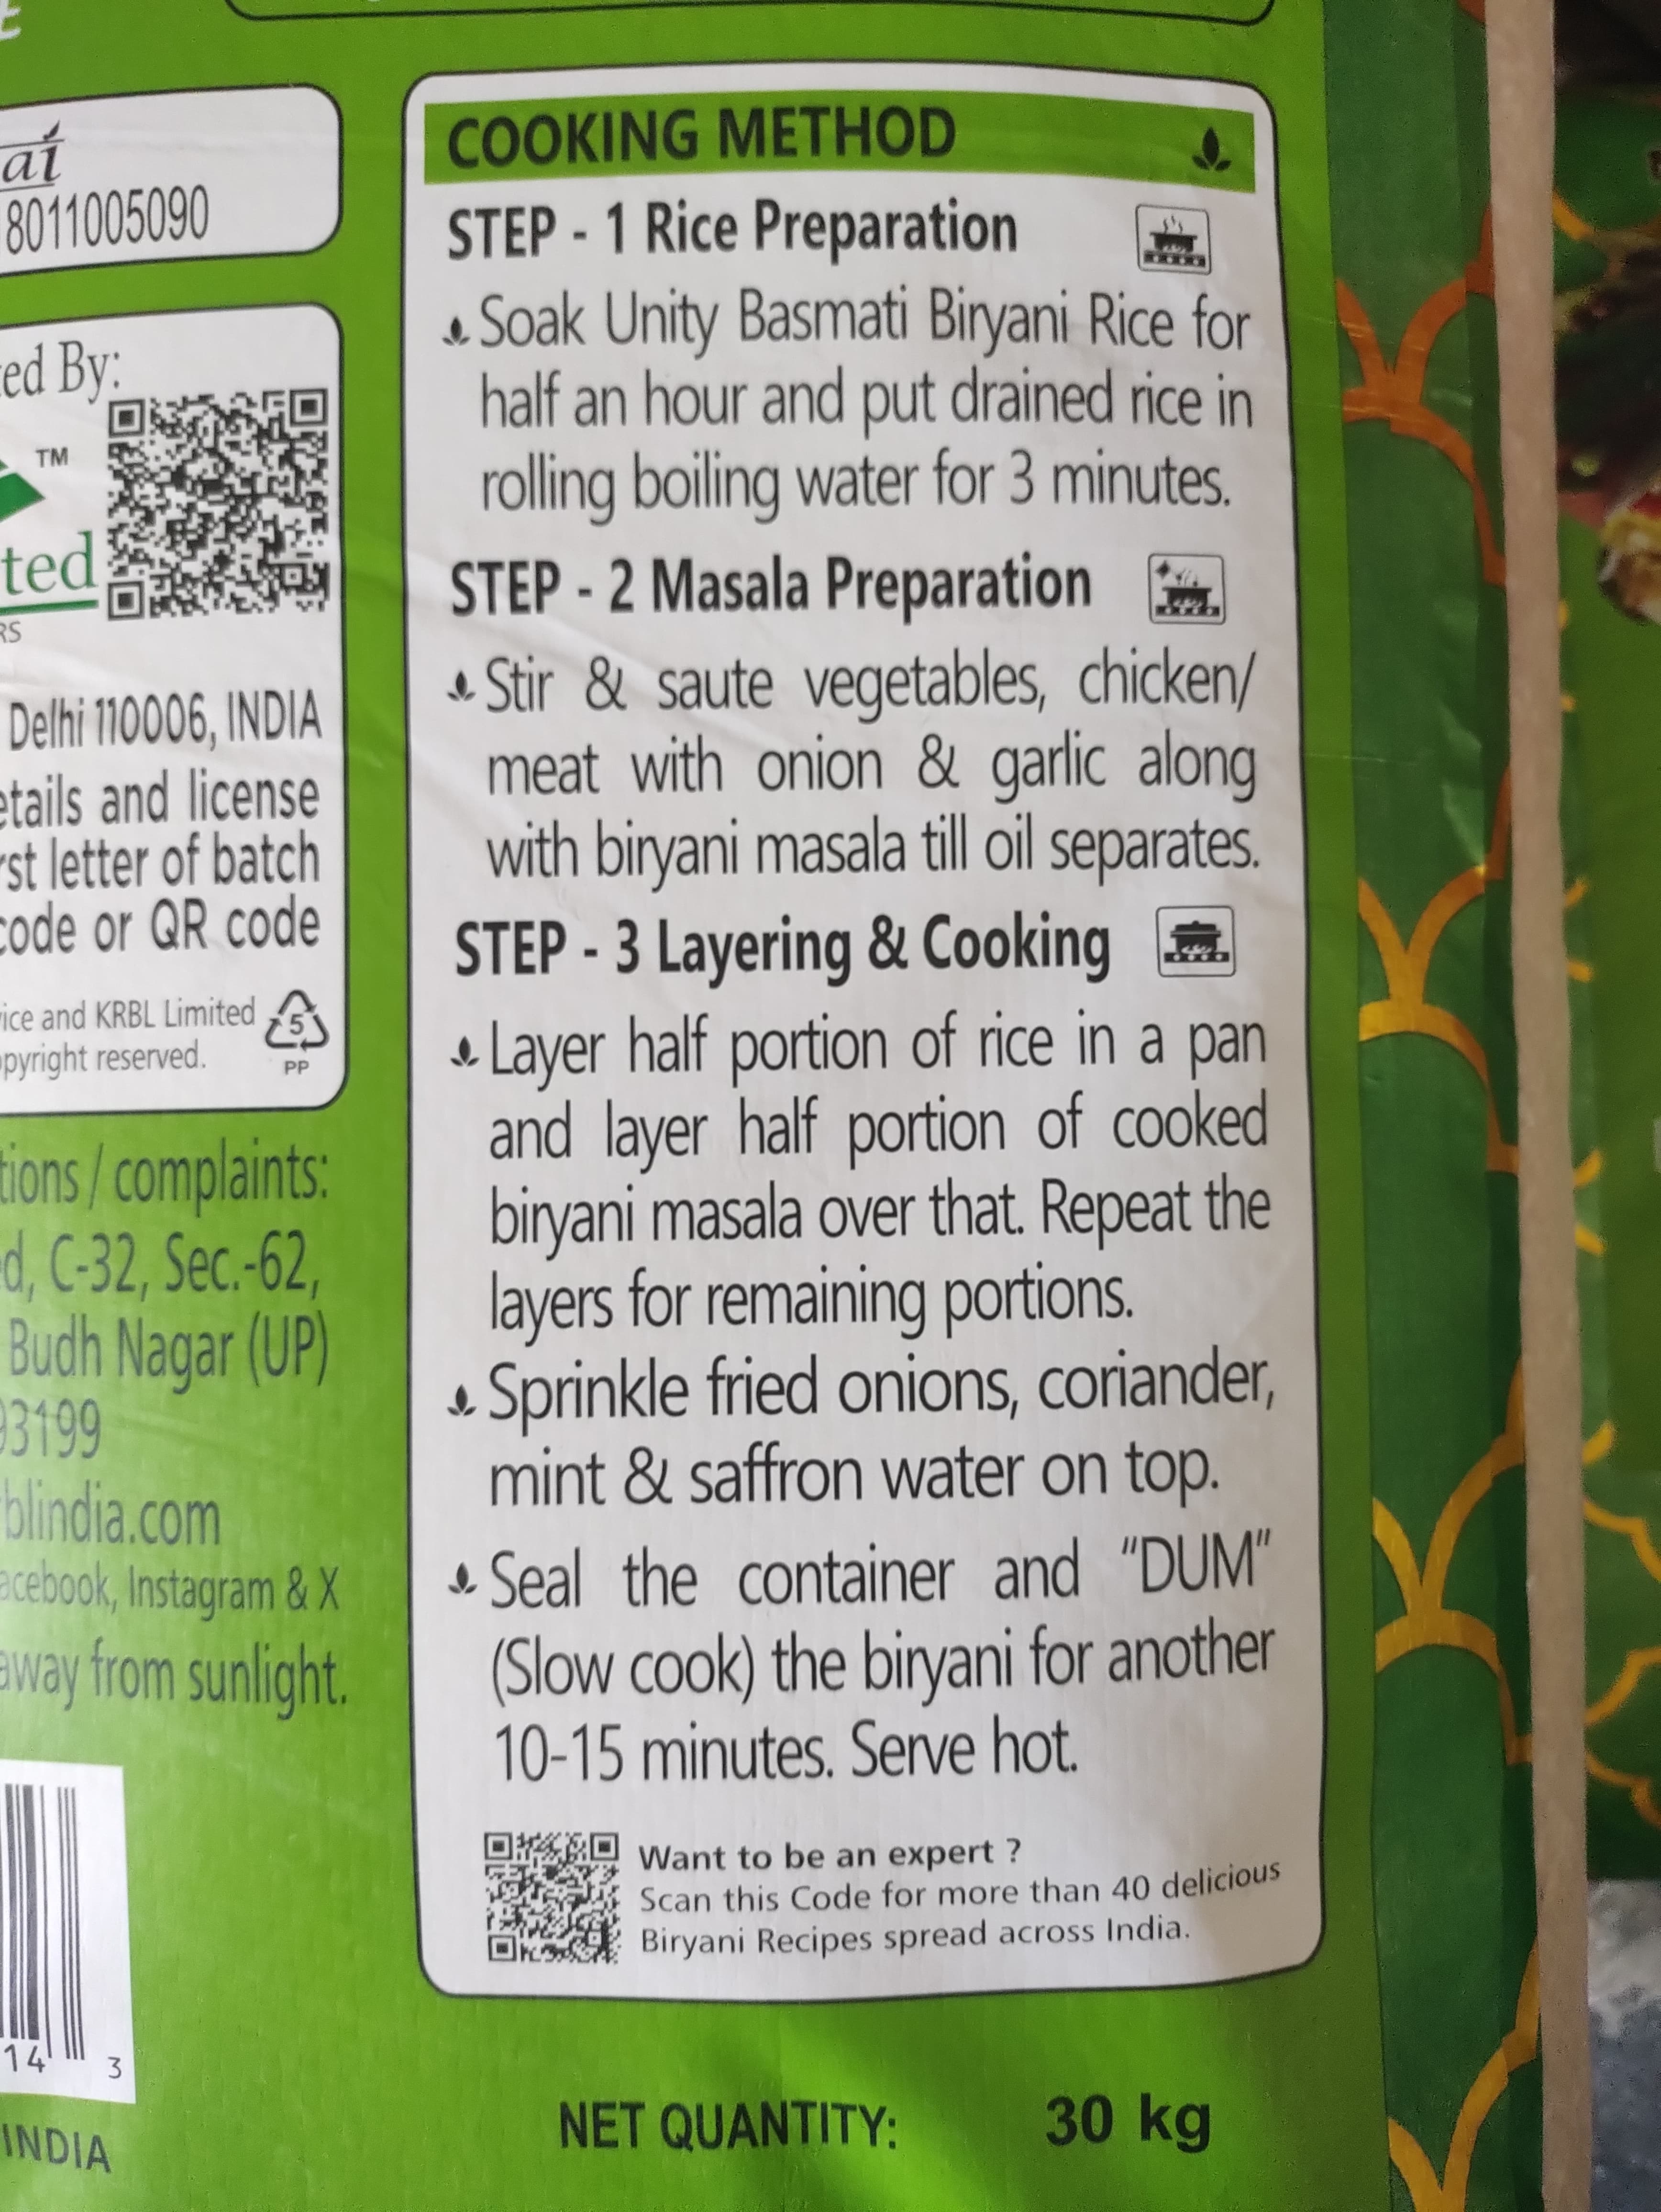 ai
8011005090
ed By:
TM
ted
RS
Delhi 110006, INDIA
etails and license
rst letter of batch
code or QR code
ice and KRBL Limited
pyright reserved.
5
PP
tions / complaints:
d, C-32, Sec.-62,
Budh Nagar (UP)
93199
blindia.com
acebook, Instagram & X
away from sunlight.
14 3
INDIA
COOKING METHOD
STEP - 1 Rice Preparation
Soak Unity Basmati Biryani Rice for
half an hour and put drained rice in
rolling boiling water for 3 minutes.
STEP - 2 Masala Preparation
Stir & saute vegetables, chicken/
meat with onion & garlic along
with biryani masala till oil separates.
STEP - 3 Layering & Cooking
Layer half portion of rice in a pan
and layer half portion of cooked
biryani masala over that. Repeat the
layers for remaining portions.
Sprinkle fried onions, coriander,
mint & saffron water on top.
Seal the container and “DUM”
(Slow cook) the biryani for another
10-15 minutes. Serve hot.
Want to be an expert ?
Scan this Code for more than 40 delicious
Biryani Recipes spread across India.
NET QUANTITY: 30 kg